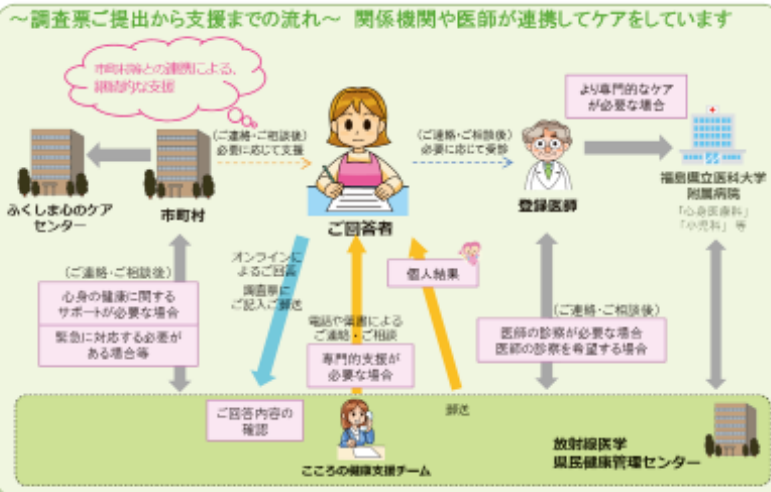 ～調査票ご提出から支援までの流れ～ 関係機関や医師が連携してケアをしています
市町村等との連携による、
継続的な支援
より専門的なケア
が必要な場合
(ご連絡・ご相談後)
必要に応じて支援
(ご連絡・ご相談後)
必要に応じて受診
ふくしま心のケア
センター
市町村
ご回答者
登録医師
福島県立医科大学
附属病院
「心身医療科」
「小児科」等
(ご連絡・ご相談後)
心身の健康に関する
サポートが必要な場合
緊急に対応する必要が
ある場合等
オンラインに
よるご回答
調査票に
ご記入ご郵送
個人結果
電話や葉書による
ご連絡・ご相談
専門的支援が
必要な場合
(ご連絡・ご相談後)
医師の診察が必要な場合
医師の診察を希望する場合
ご回答内容の
確認
郵送
こころの健康支援チーム
放射線医学
県民健康管理センター